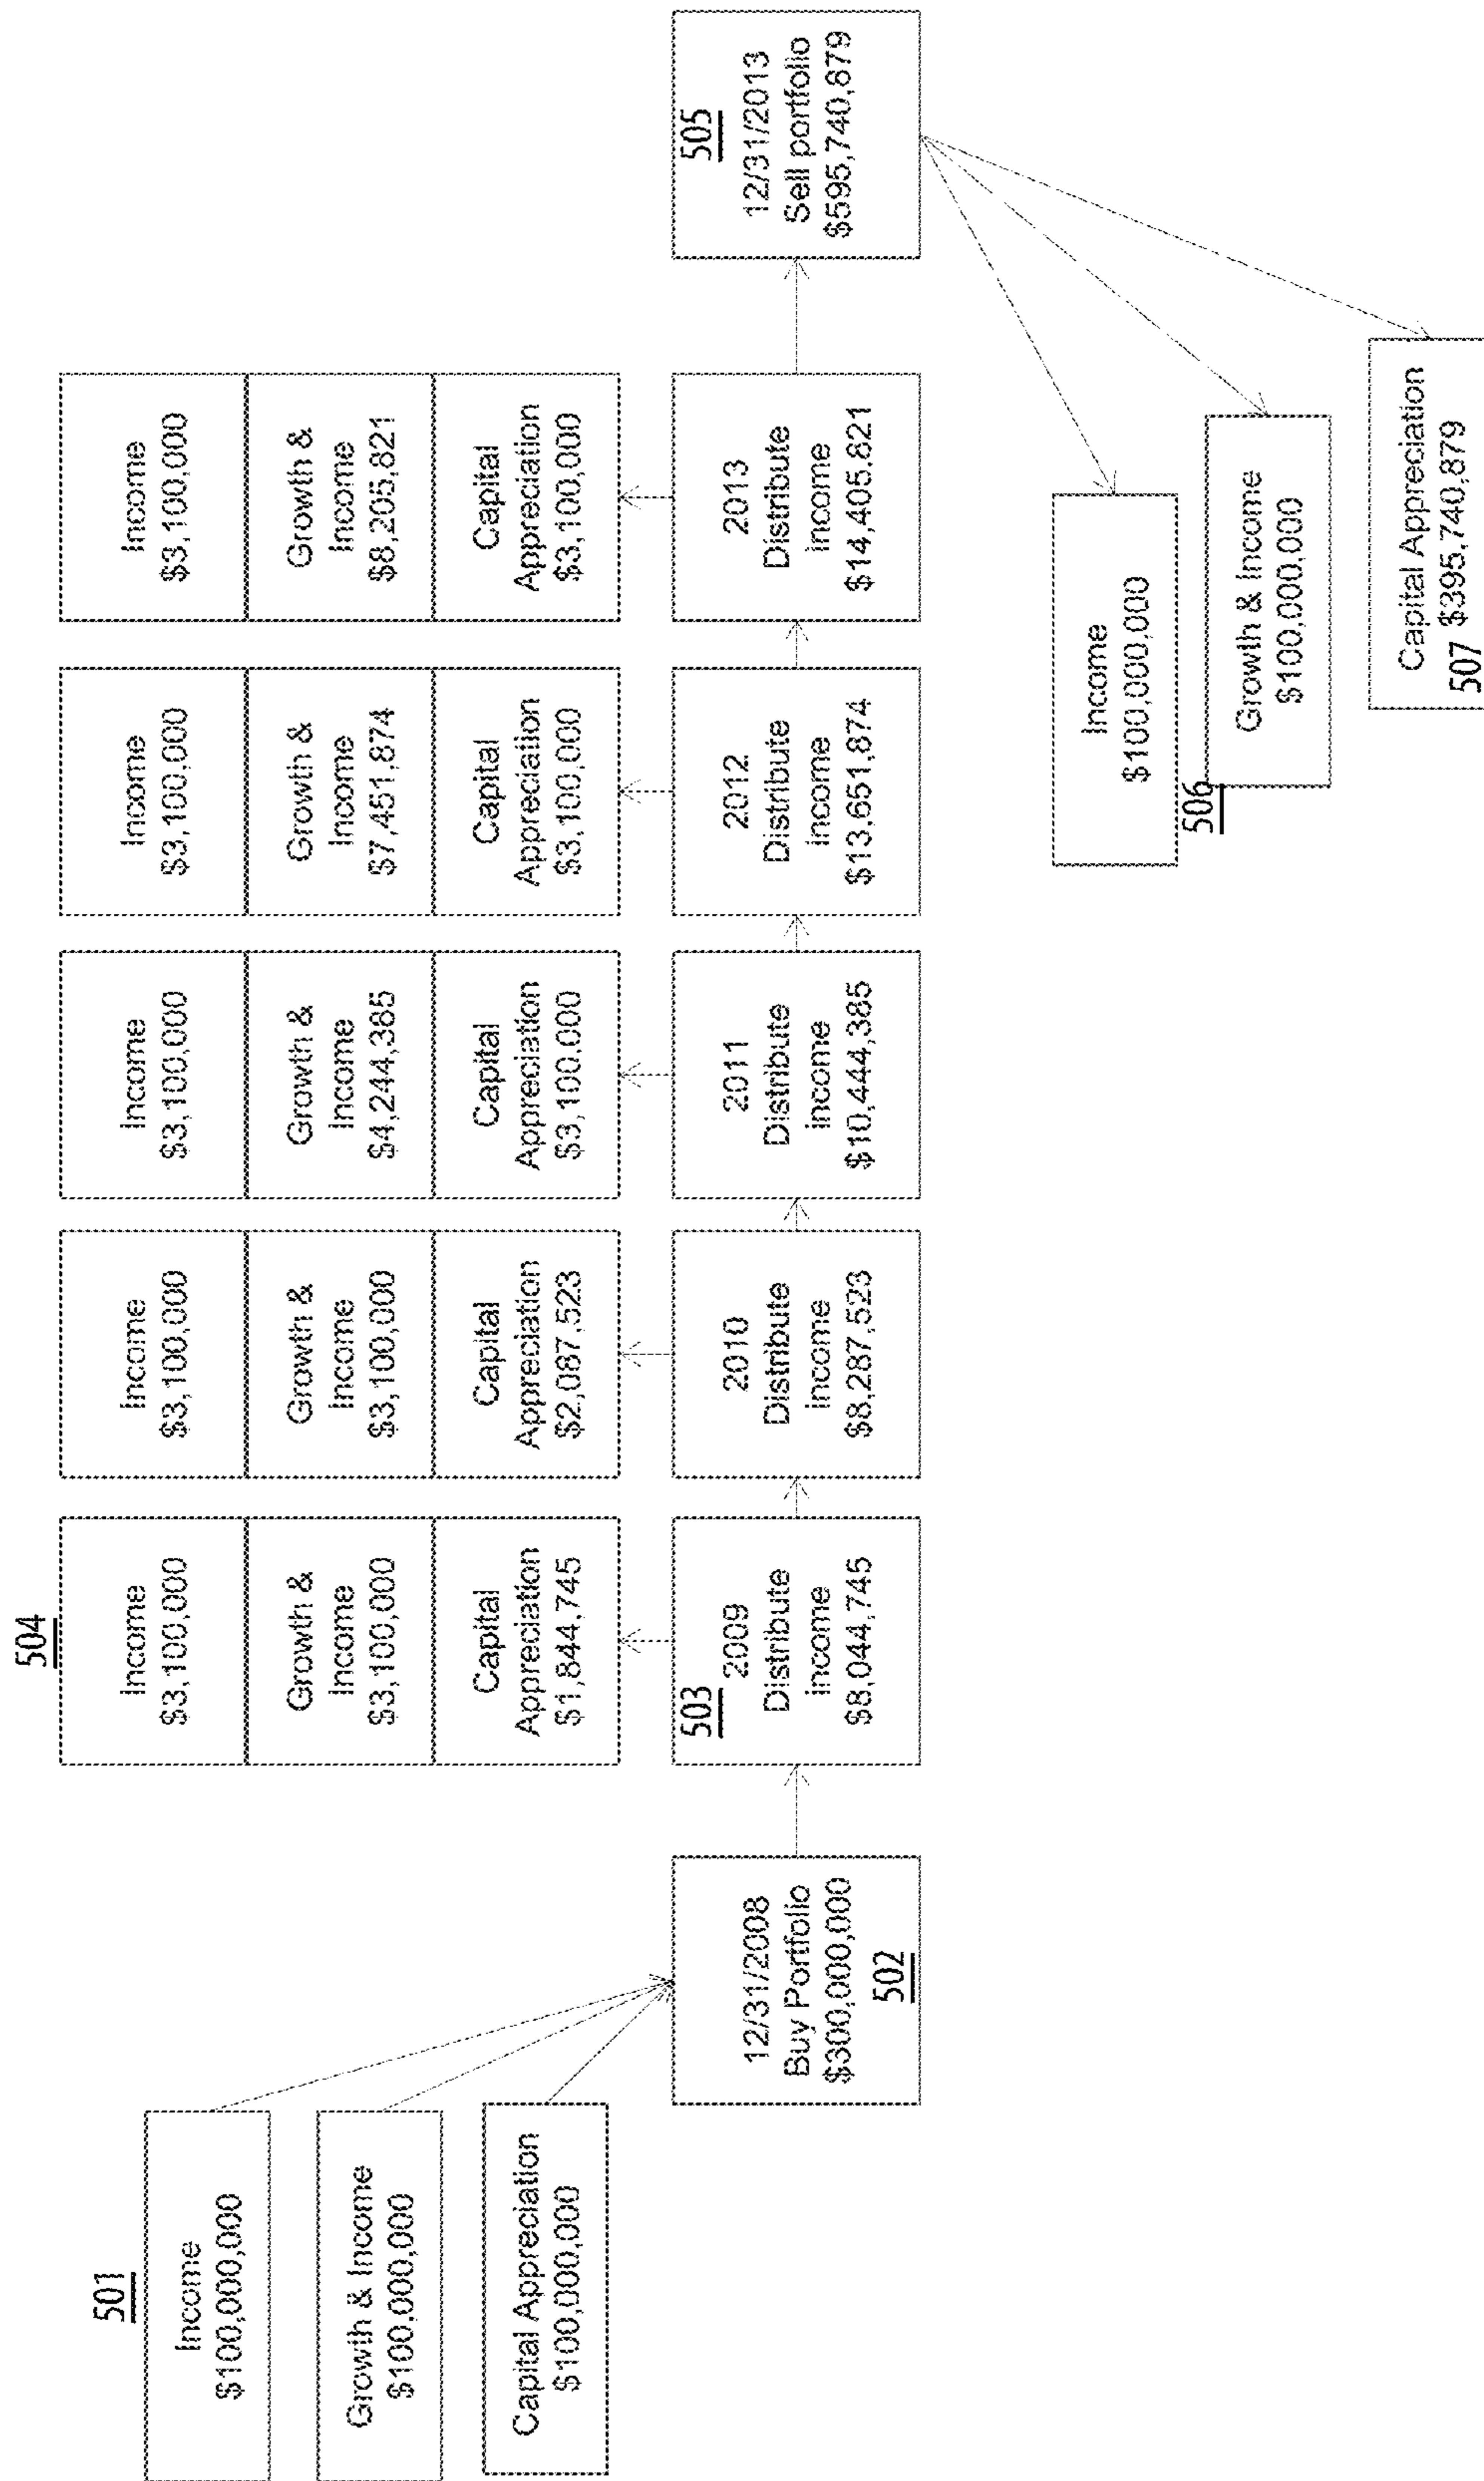 501
Income
$100,000,000
Growth & Income
$100,000,000
Capital Appreciation
$100,000,000
12/31/2008
Buy Portfolio
$300,000,000
502
504
Income
$3,100,000
Growth &
Income
$3,100,000
Capital
Appreciation
$1,844,745
503
2009
Distribute
income
$8,044,745
Income
$3,100,000
Growth &
Income
$3,100,000
Capital
Appreciation
$2,087,523
2010
Distribute
income
$8,287,523
Income
$3,100,000
Growth &
Income
$4,244,385
Capital
Appreciation
$3,100,000
2011
Distribute
income
$10,444,385
Income
$3,100,000
Growth &
Income
$7,451,874
Capital
Appreciation
$3,100,000
2012
Distribute
income
$13,651,874
Income
$3,100,000
Growth &
Income
$8,205,821
Capital
Appreciation
$3,100,000
2013
Distribute
income
$14,405,821
505
12/31/2013
Sell portfolio
$595,740,879
Income
$100,000,000
506
Growth & Income
$100,000,000
Capital Appreciation
507 $395,740,879